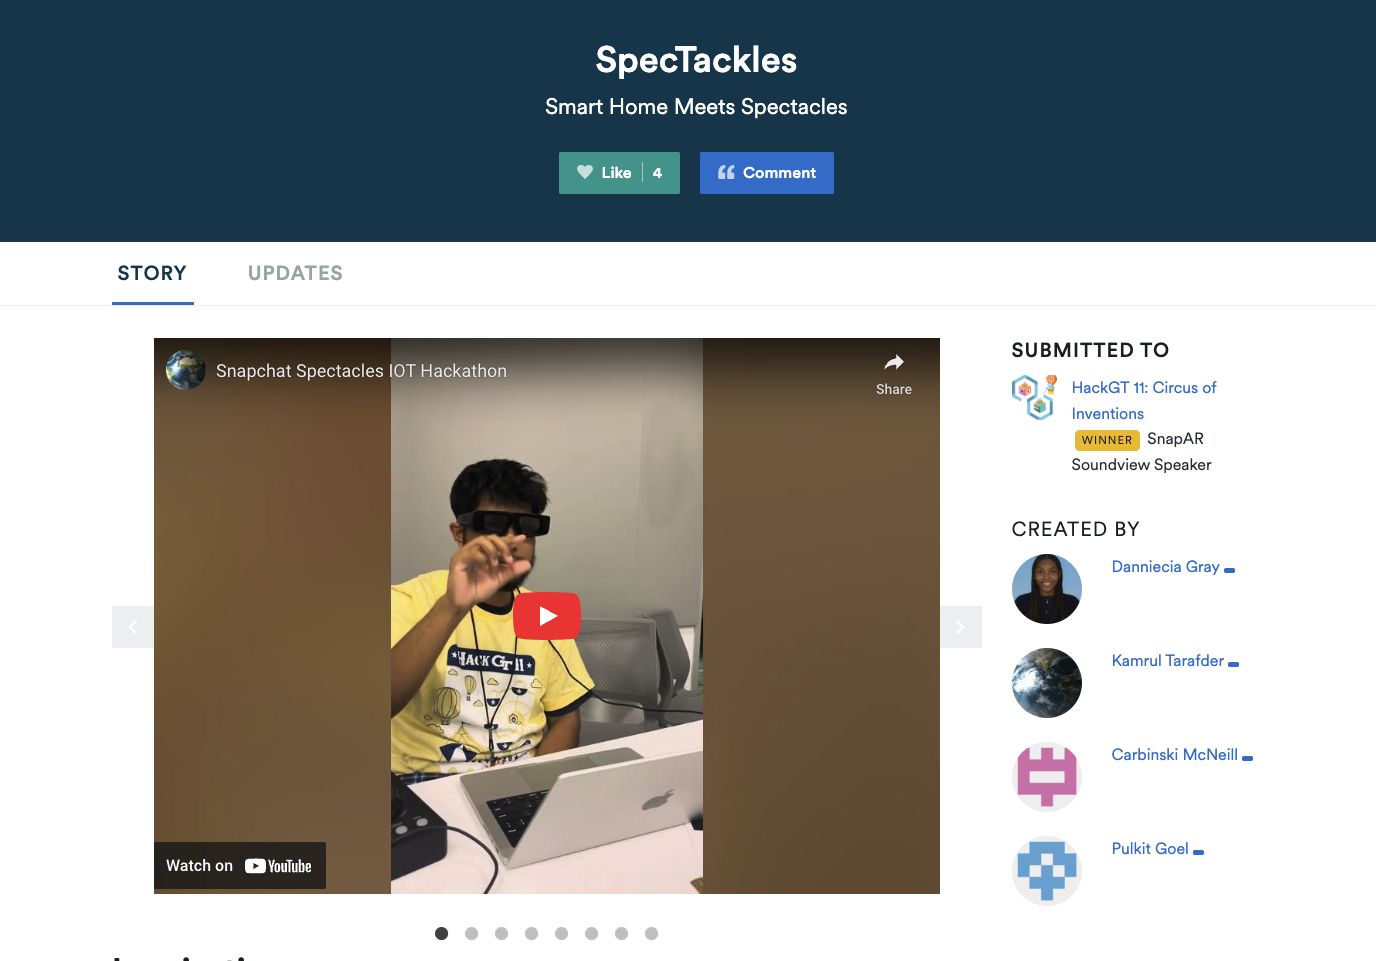 SpecTackles
Smart Home Meets Spectacles
Like 4
Comment
STORY
UPDATES
Snapchat Spectacles IOT Hackathon
Share
HACK GT 11
Watch on YouTube
SUBMITTED TO
HackGT 11: Circus of
Inventions
WINNER SnapAR
Soundview Speaker
CREATED BY
Danniecia Gray
Kamrul Tarafder
Carbinski McNeill
Pulkit Goel